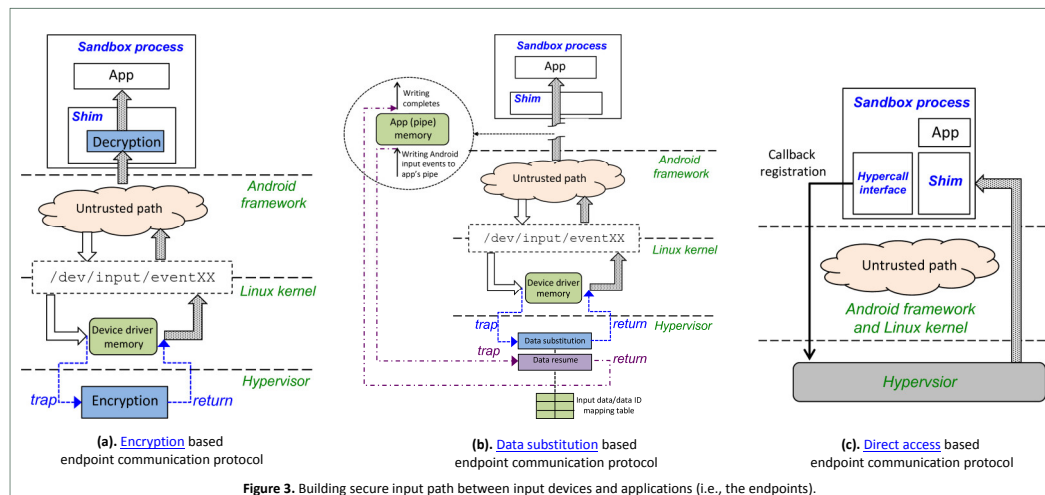 Sandbox process
App
Shim
Decryption
Android
framework
Untrusted path
/dev/input/eventXX
Linux kernel
Device driver
memory
Hypervisor
trap
Encryption
return
(a). Encryption based
endpoint communication protocol
Sandbox process
App
Shim
Writing
completes
App (pipe)
memory
Writing Android
input events to
app's pipe
Android
framework
Untrusted path
/dev/input/eventXX
Linux kernel
Device driver
memory
trap
return
Hypervisor
Data substitution
trap
Data resume
return
Input data/data ID
mapping table
(b). Data substitution based
endpoint communication protocol
Sandbox process
App
Callback
registration
Hypercall
interface
Shim
Untrusted path
Android framework
and Linux kernel
Hypervsior
(c). Direct access based
endpoint communication protocol
Figure 3. Building secure input path between input devices and applications (i.e., the endpoints).